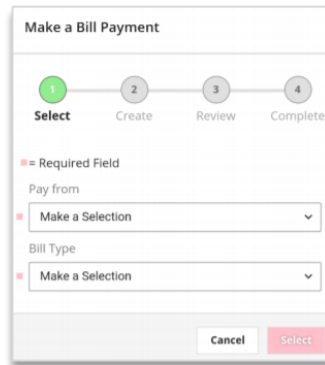 Make a Bill Payment
1 2 3 4
Select Create Review Complete
= Required Field
Pay from
Make a Selection
Bill Type
Make a Selection
Cancel Select